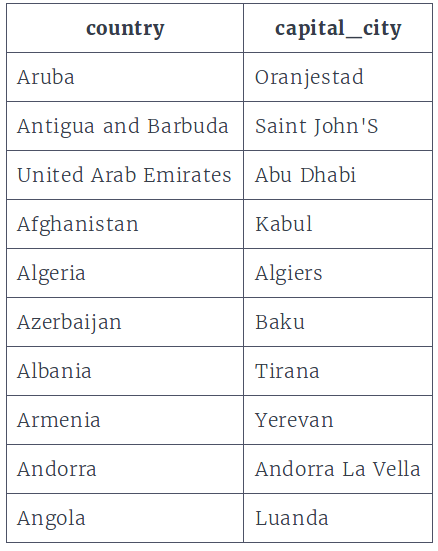 country capital_city
Aruba Oranjestad
Antigua and Barbuda Saint John'S
United Arab Emirates Abu Dhabi
Afghanistan Kabul
Algeria Algiers
Azerbaijan Baku
Albania Tirana
Armenia Yerevan
Andorra Andorra La Vella
Angola Luanda